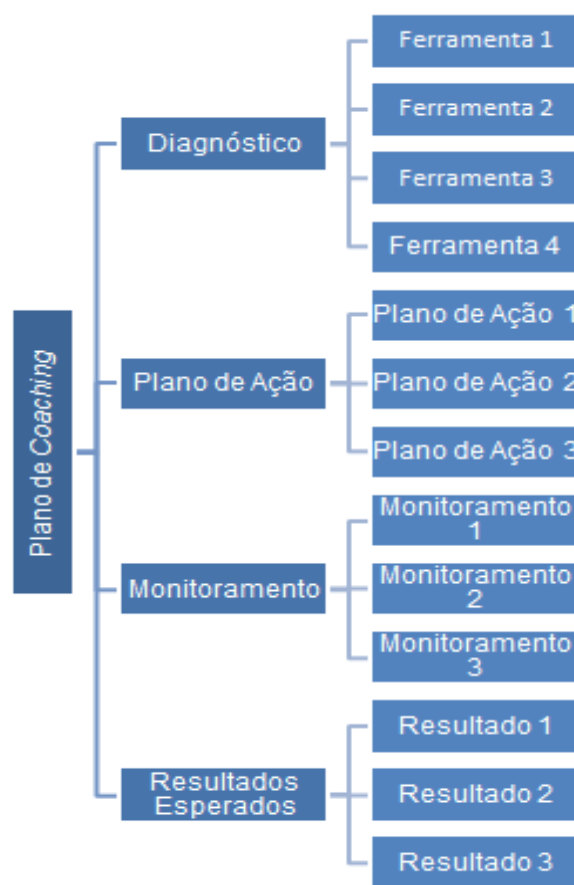 Plano de Coaching
Diagnóstico
Ferramenta 1
Ferramenta 2
Ferramenta 3
Ferramenta 4
Plano de Ação
Plano de Ação 1
Plano de Ação 2
Plano de Ação 3
Monitoramento
Monitoramento
1
Monitoramento
2
Monitoramento
3
Resultados
Esperados
Resultado 1
Resultado 2
Resultado 3